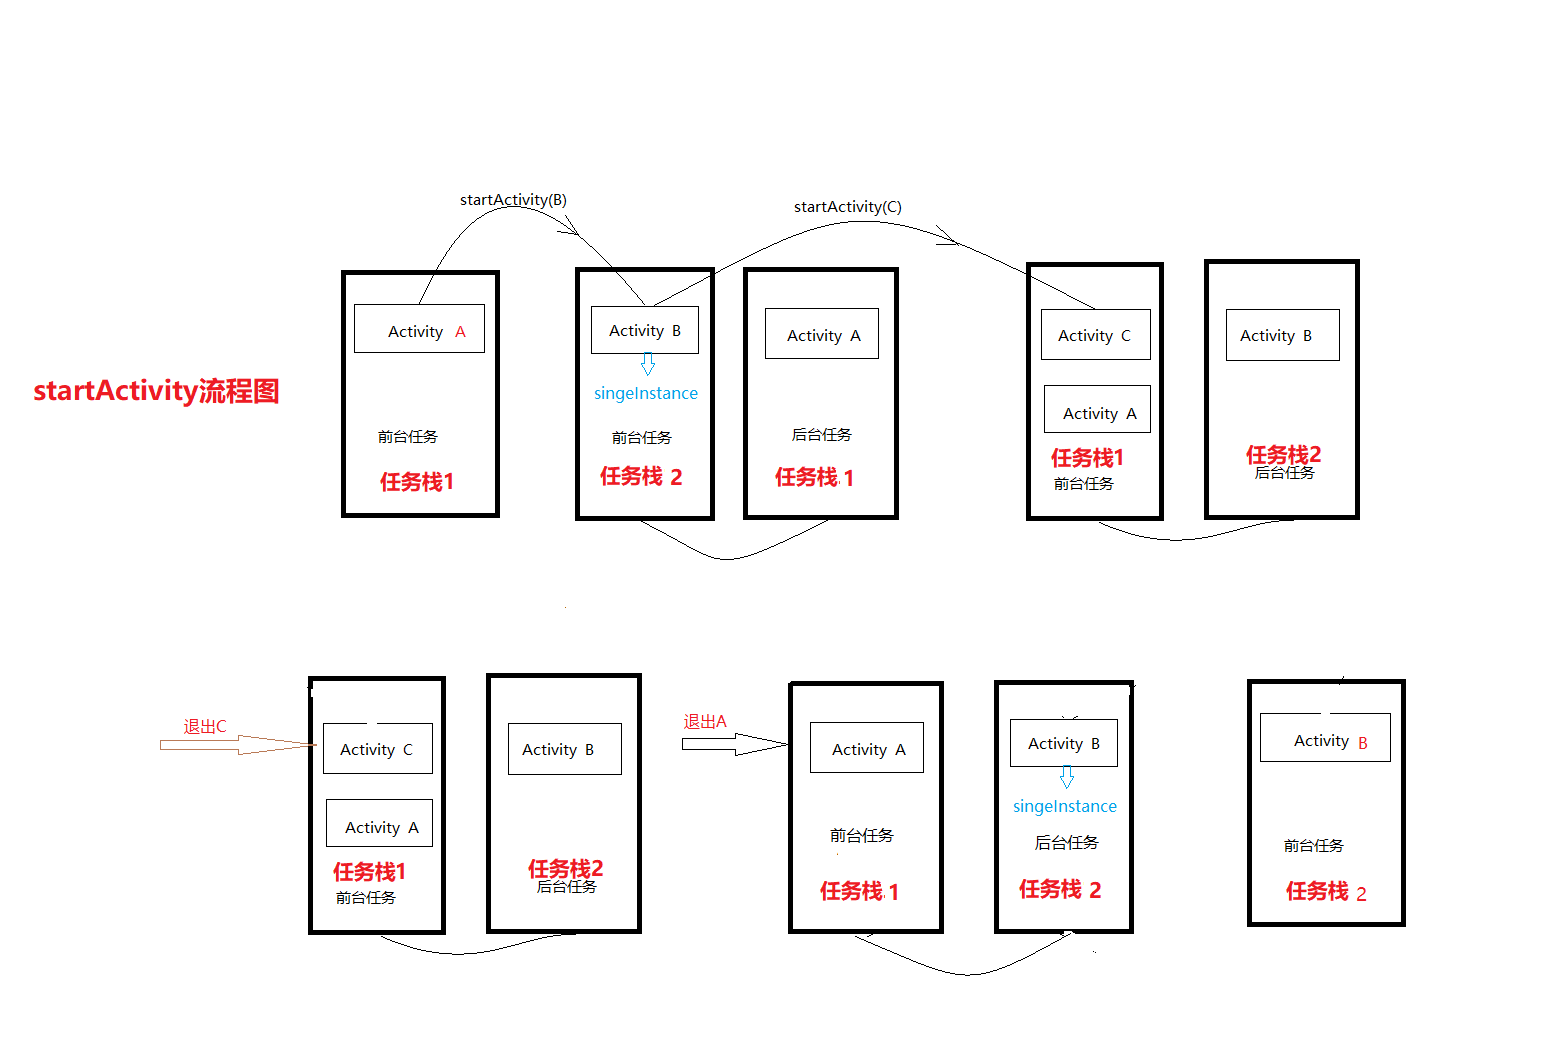 startActivity(B)
startActivity(C)
Activity A
Activity B
Activity A
Activity C
Activity B
startActivity流程图
singeInstance
Activity A
前台任务
前台任务
后台任务
任务栈1
任务栈 2
任务栈 1
任务栈1
前台任务
任务栈2
后台任务
退出C
退出A
Activity C
Activity B
Activity A
Activity B
Activity B
singeInstance
Activity A
前台任务
后台任务
前台任务
任务栈1
前台任务
任务栈2
后台任务
任务栈 1
任务栈 2
任务栈 2